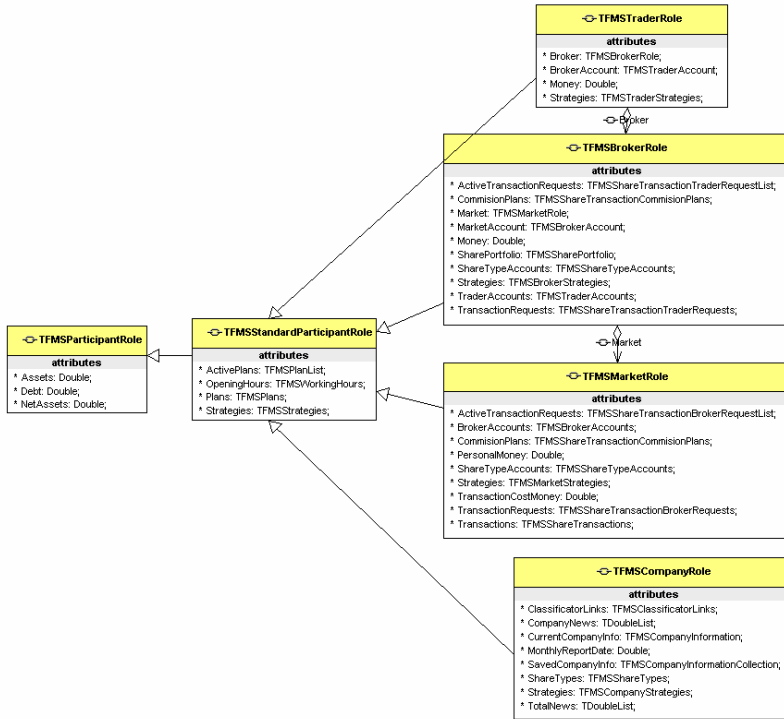 TFMSTraderRole
attributes
* Broker: TFMSBrokerRole;
* BrokerAccount: TFMSTraderAccount;
* Money: Double;
* Strategies: TFMSTraderStrategies;
Broker
TFMSBrokerRole
attributes
* ActiveTransactionRequests: TFMSShareTransactionTraderRequestList;
* CommisionPlans: TFMSShareTransactionCommisionPlans;
* Market: TFMSMarketRole;
* MarketAccount: TFMSBrokerAccount;
* Money: Double;
* SharePortfolio: TFMSSharePortfolio;
* ShareTypeAccounts: TFMSShareTypeAccounts;
* Strategies: TFMSBrokerStrategies;
* TraderAccounts: TFMSTraderAccounts;
* TransactionRequests: TFMSShareTransactionTraderRequests;
Market
TFMSParticipantRole
attributes
* Assets: Double;
* Debt: Double;
* NetAssets: Double;
TFMSStandardParticipantRole
attributes
* ActivePlans: TFMSPlanList;
* OpeningHours: TFMSWorkingHours;
* Plans: TFMSPlans;
* Strategies: TFMSStrategies;
TFMSMarketRole
attributes
* ActiveTransactionRequests: TFMSShareTransactionBrokerRequestList;
* BrokerAccounts: TFMSBrokerAccounts;
* CommisionPlans: TFMSShareTransactionCommisionPlans;
* PersonalMoney: Double;
* ShareTypeAccounts: TFMSShareTypeAccounts;
* Strategies: TFMSMarketStrategies;
* TransactionCostMoney: Double;
* TransactionRequests: TFMSShareTransactionBrokerRequests;
* Transactions: TFMSShareTransactions;
TFMSCompanyRole
attributes
* ClassificatorLinks: TFMSClassificatorLinks;
* CompanyNews: TDoubleList;
* CurrentCompanyInfo: TFMSCompanyInformation;
* MonthlyReportDate: Double;
* SavedCompanyInfo: TFMSCompanyInformationCollection;
* ShareTypes: TFMSShareTypes;
* Strategies: TFMSCompanyStrategies;
* TotalNews: TDoubleList;